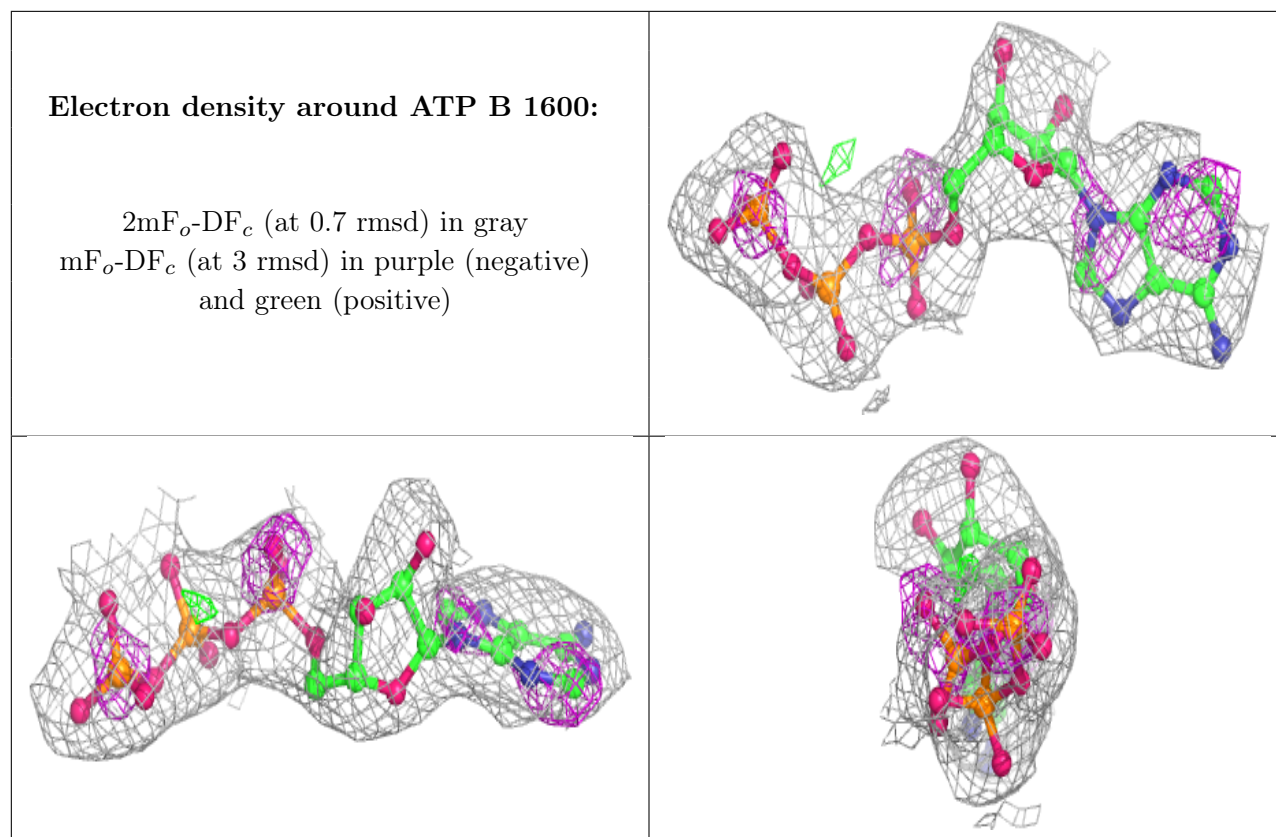 Electron density around ATP B 1600:
2mFo-DFc (at 0.7 rmsd) in gray
mFo-DFc (at 3 rmsd) in purple (negative)
and green (positive)